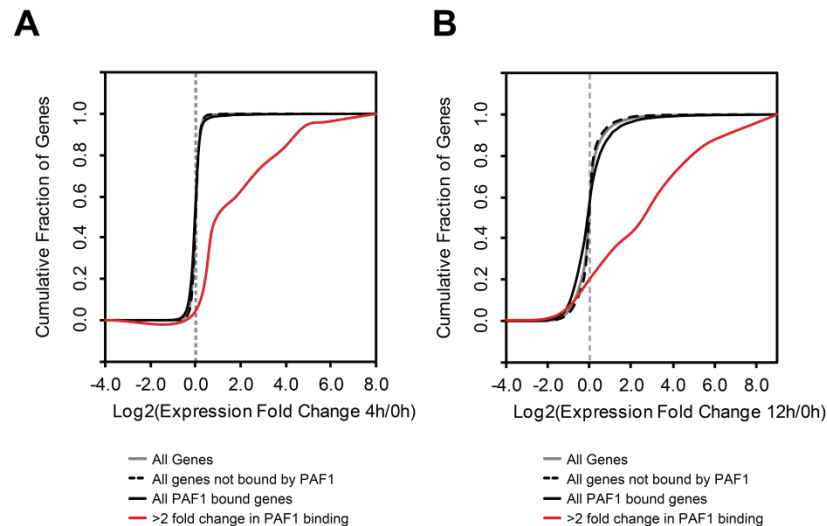 A
Cumulative Fraction of Genes
1.0
0.8
0.6
0.4
0.2
0.0
-4.0 -2.0 0.0 2.0 4.0 6.0 8.0
Log2(Expression Fold Change 4h/0h)
All Genes
All genes not bound by PAF1
All PAF1 bound genes
>2 fold change in PAF1 binding
B
Cumulative Fraction of Genes
1.0
0.8
0.6
0.4
0.2
0.0
-4.0 -2.0 0.0 2.0 4.0 6.0 8.0
Log2(Expression Fold Change 12h/0h)
All Genes
All genes not bound by PAF1
All PAF1 bound genes
>2 fold change in PAF1 binding